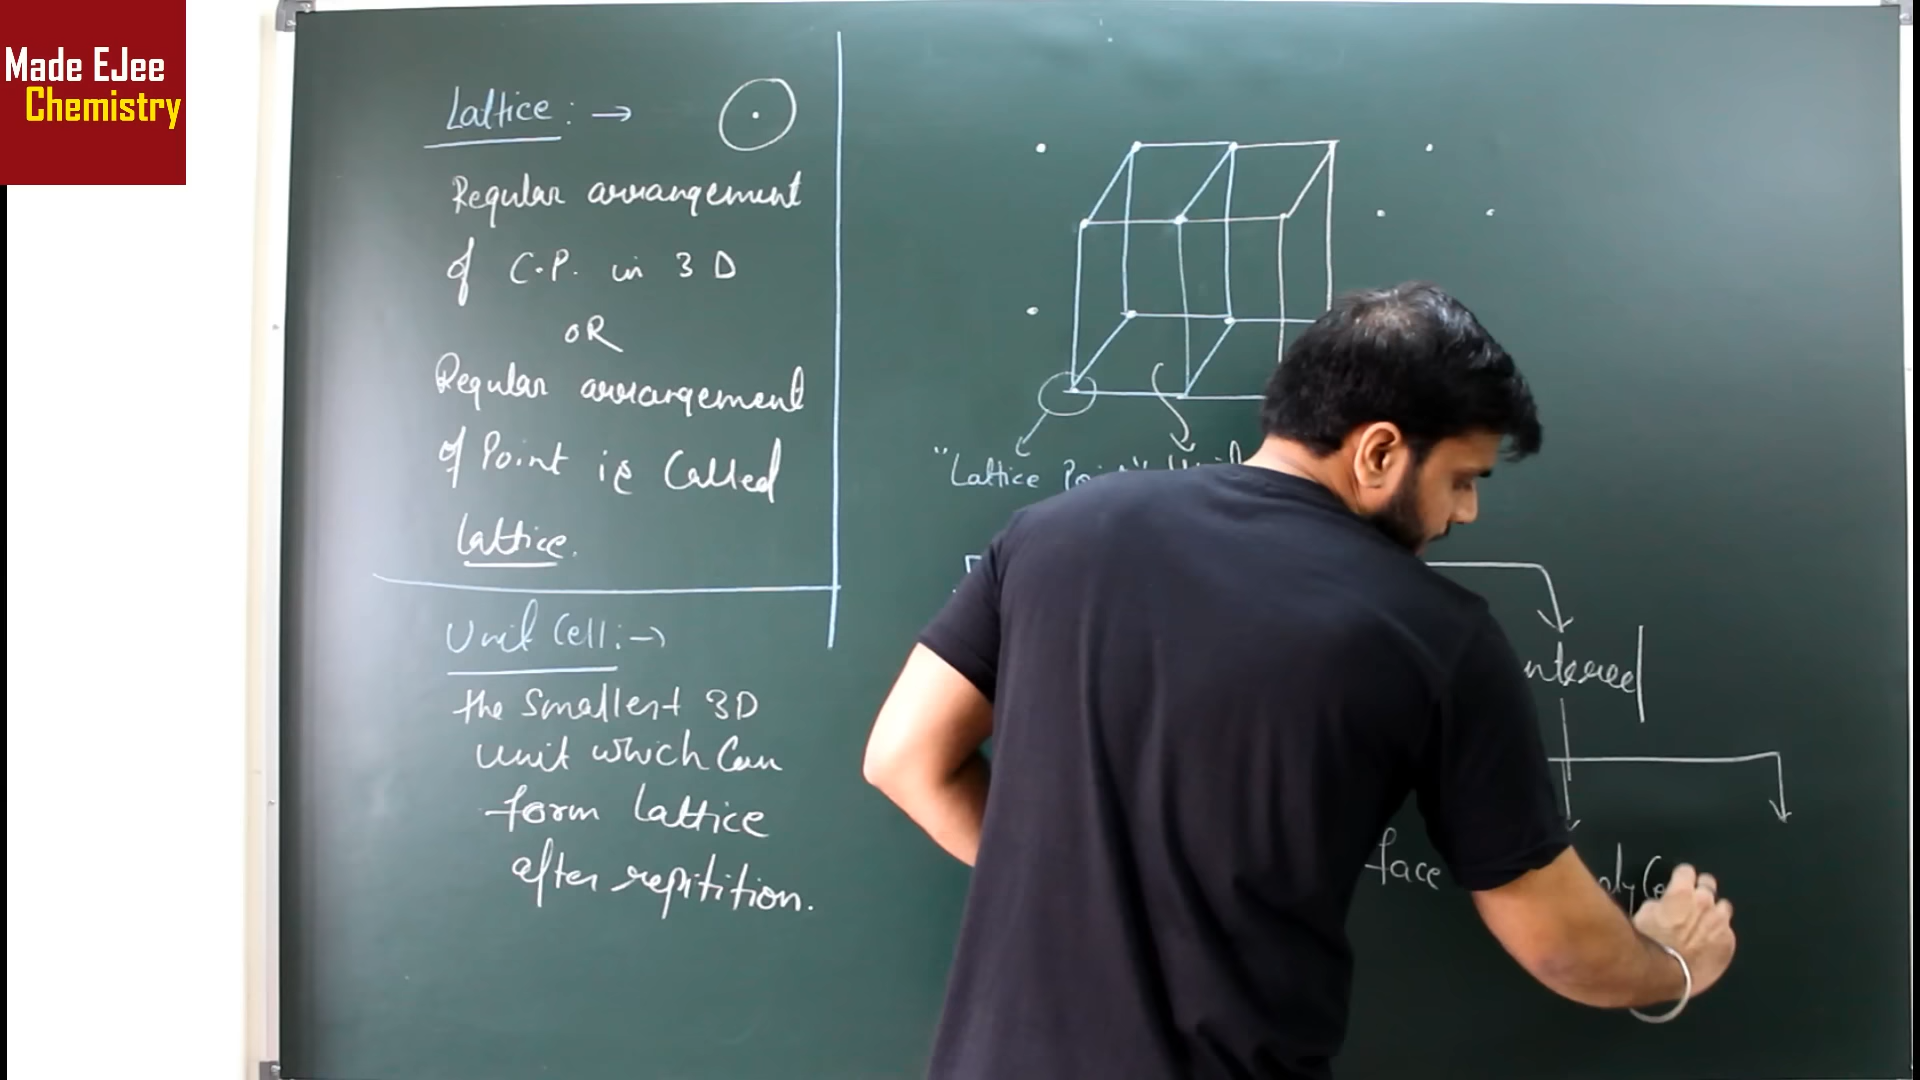 Made EJee
Chemistry
Lattice : →
Regular arrangement
of C.P. in 3 D
OR
Regular arrangement
of Point is Called
Lattice.
Unit Cell : →
the Smallest 3D
unit which Can
form Lattice
after repitition.
"Lattice
face